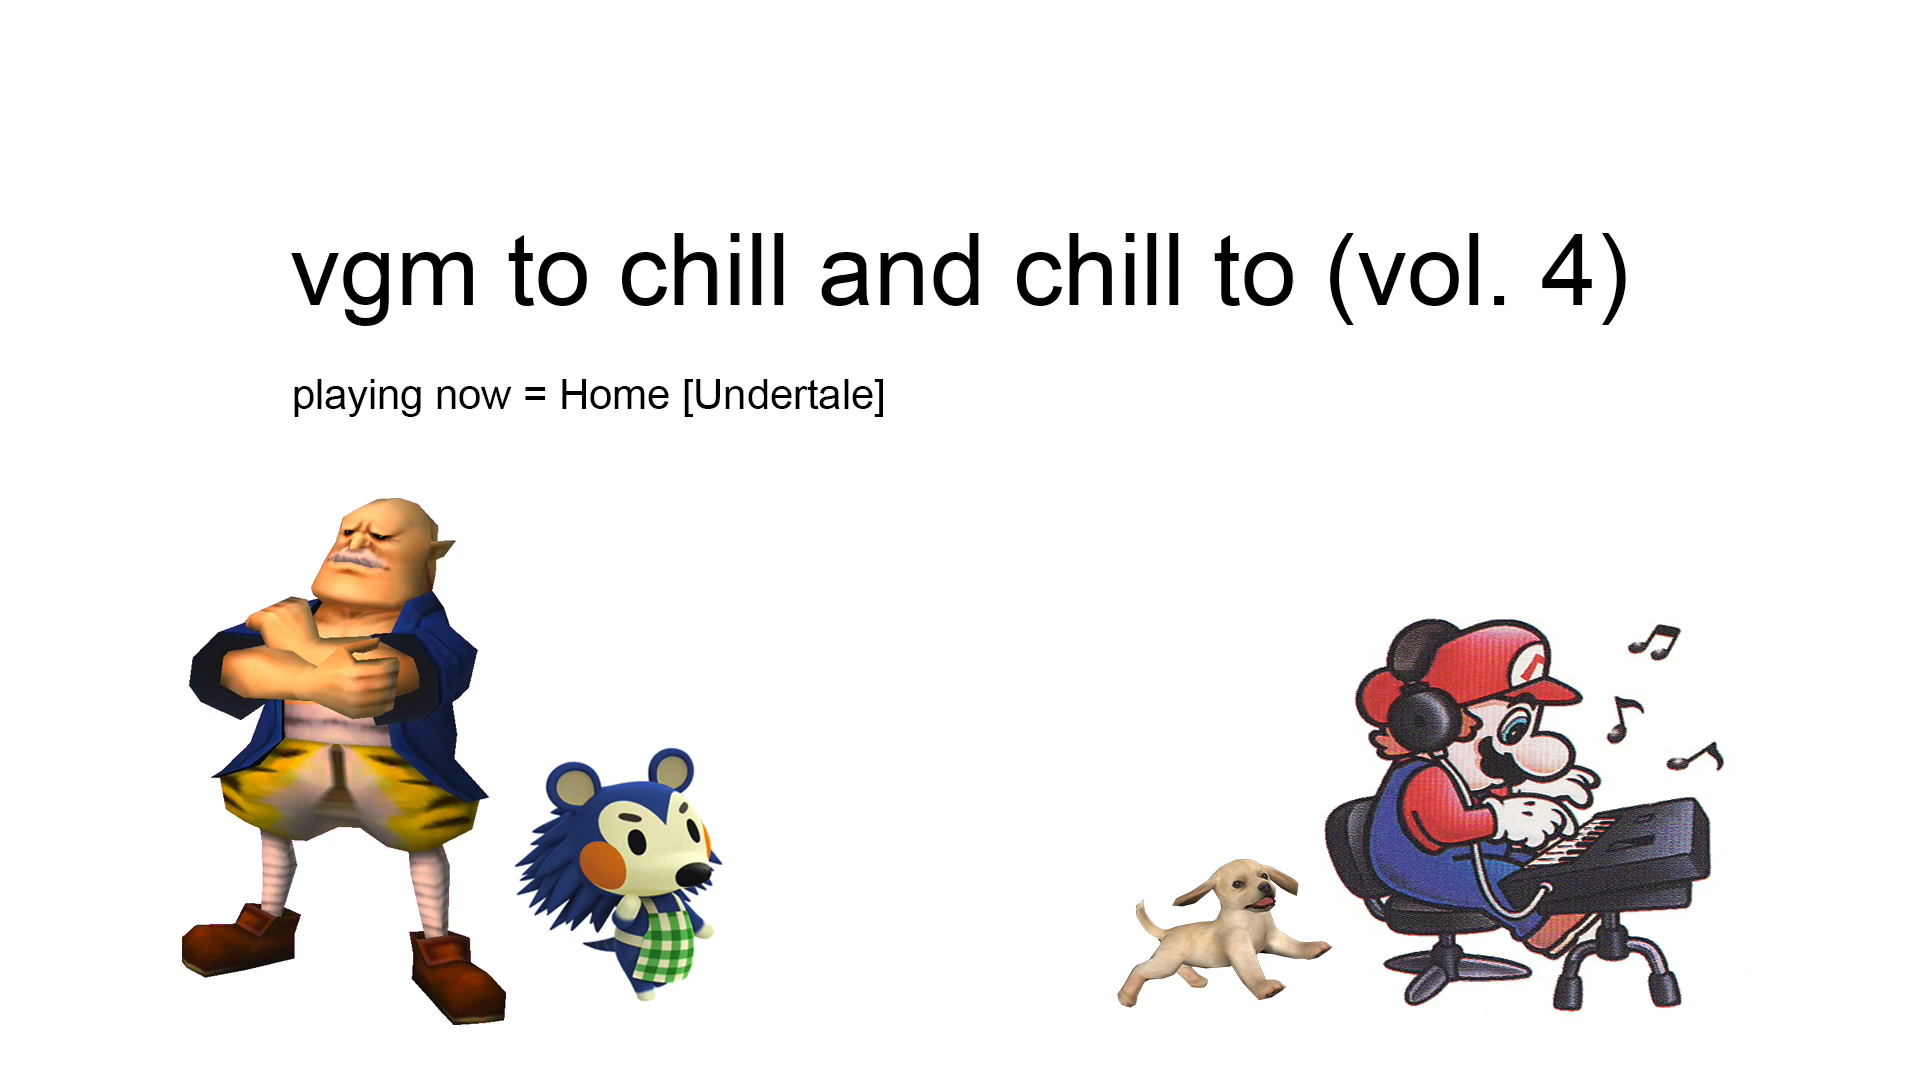 vgm to chill and chill to (vol. 4)
playing now = Home [Undertale]